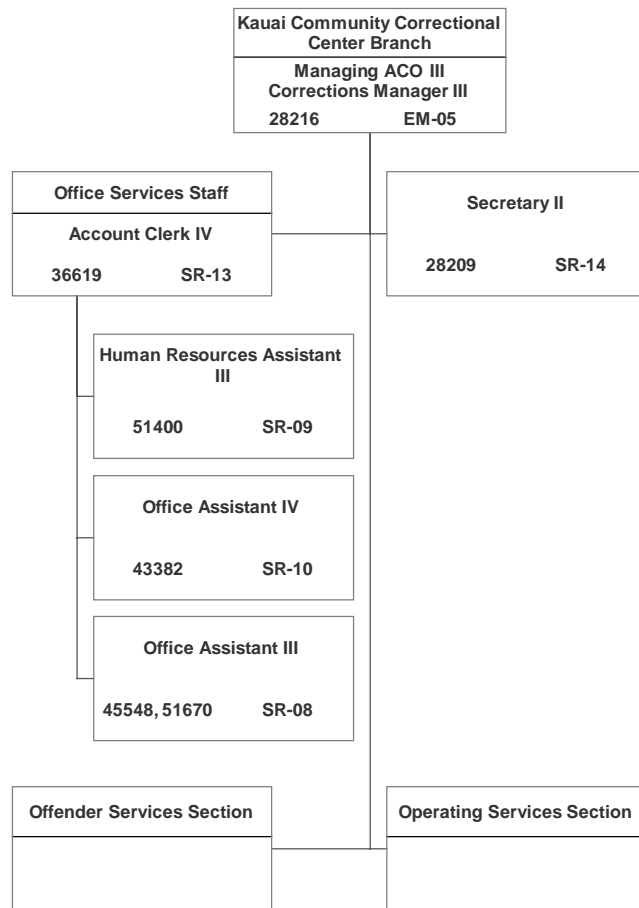 Kauai Community Correctional
Center Branch
Managing ACO III
Corrections Manager III
28216 EM-05
Office Services Staff
Account Clerk IV
36619 SR-13
Secretary II
28209 SR-14
Human Resources Assistant
III
51400 SR-09
Office Assistant IV
43382 SR-10
Office Assistant III
45548, 51670 SR-08
Offender Services Section
Operating Services Section